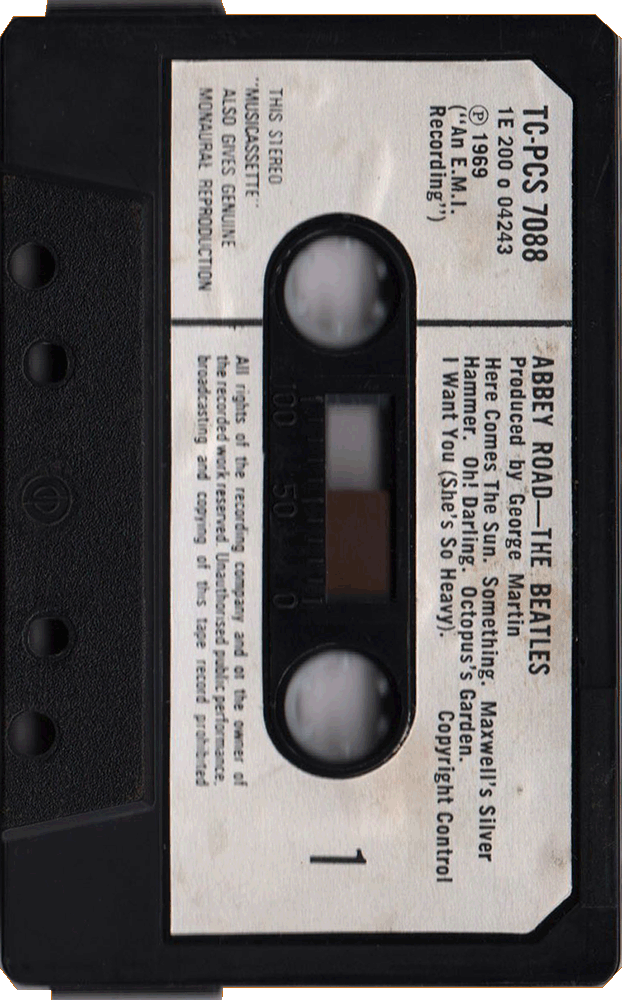 TC-PCS 7088
1E 200 o 04243
℗ 1969
("An E.M.I.
Recording")
ABBEY ROAD—THE BEATLES
Produced by George Martin
Here Comes The Sun. Something. Maxwell's Silver
Hammer. Oh! Darling. Octopus's Garden.
I Want You (She's So Heavy).
Copyright Control
100 50 0
1
THIS STEREO
"MUSICASSETTE"
ALSO GIVES GENUINE
MONAURAL REPRODUCTION
All rights of the recording company and ot the owner of
the recorded work reserved. Unauthorised public performance,
broadcasting and copying of this tape record prohibited